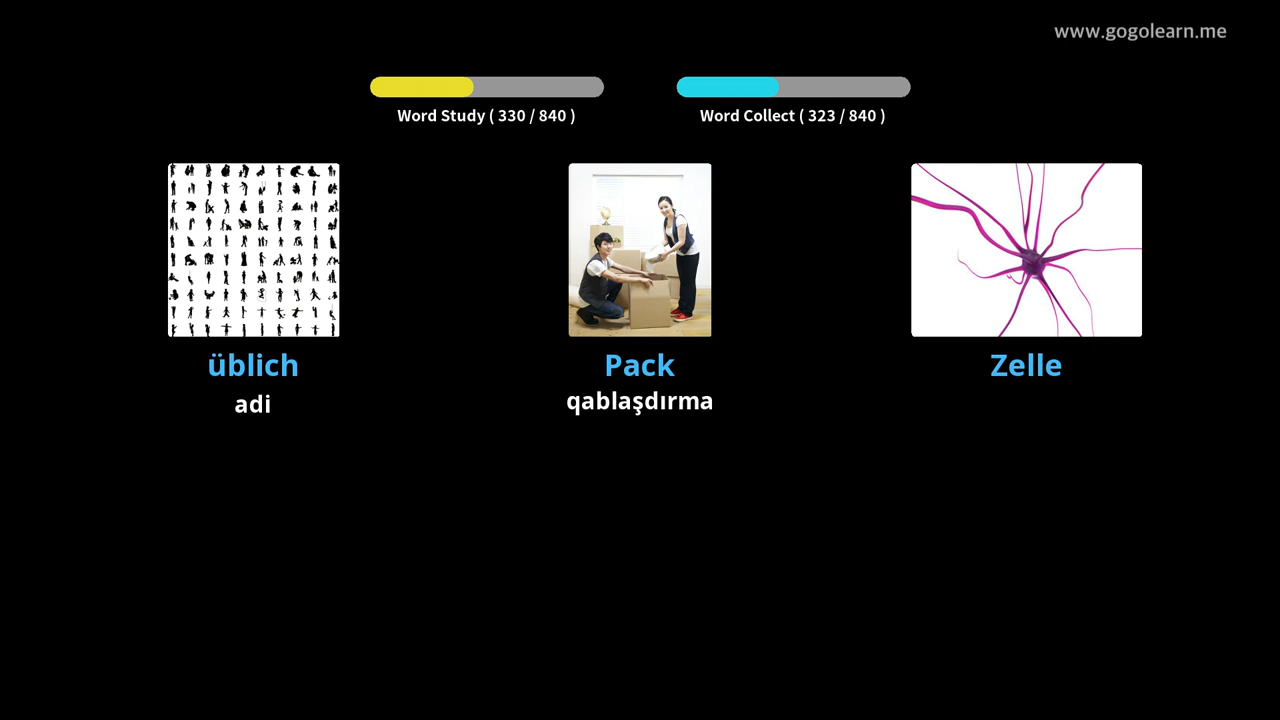 www.gogolearn.me
Word Study ( 330 / 840 )
Word Collect ( 323 / 840 )
üblich
adi
Pack
qablaşdırma
Zelle